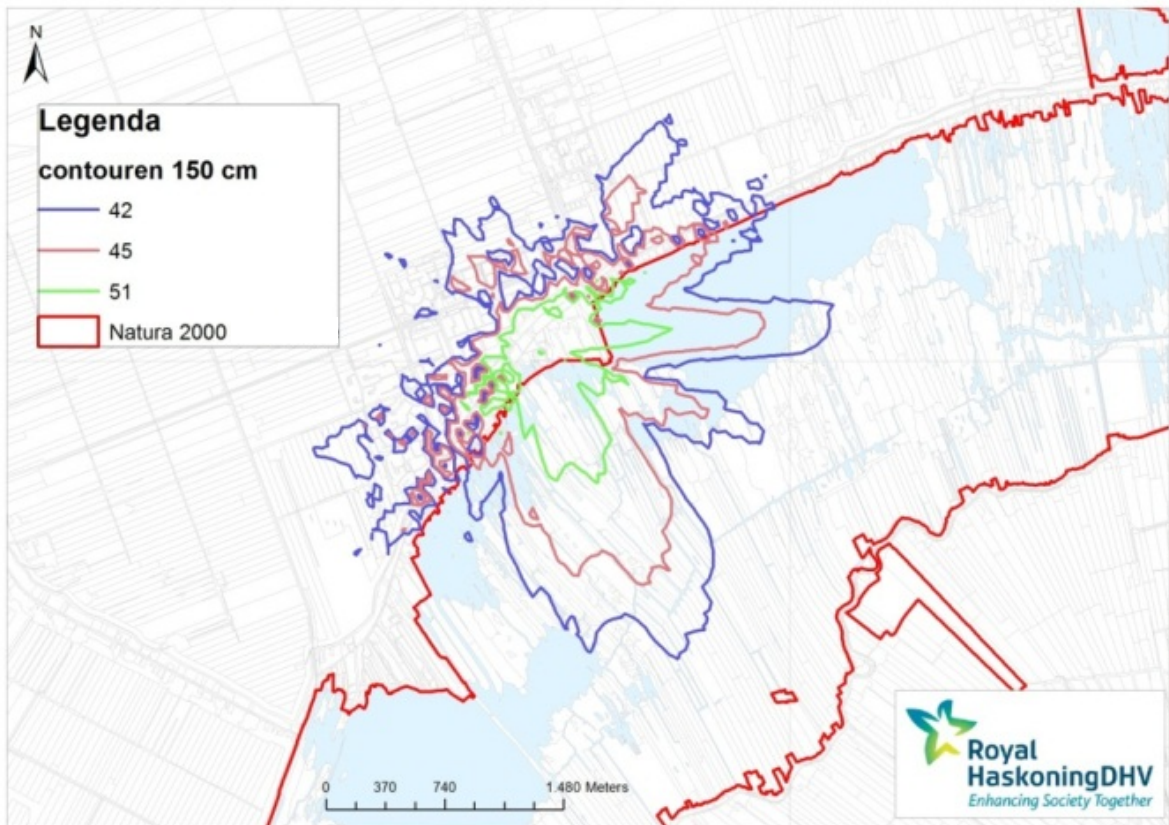 N
Legenda
contouren 150 cm
42
45
51
Natura 2000
0 370 740 1.480 Meters
Royal
HaskoningDHV
Enhancing Society Together